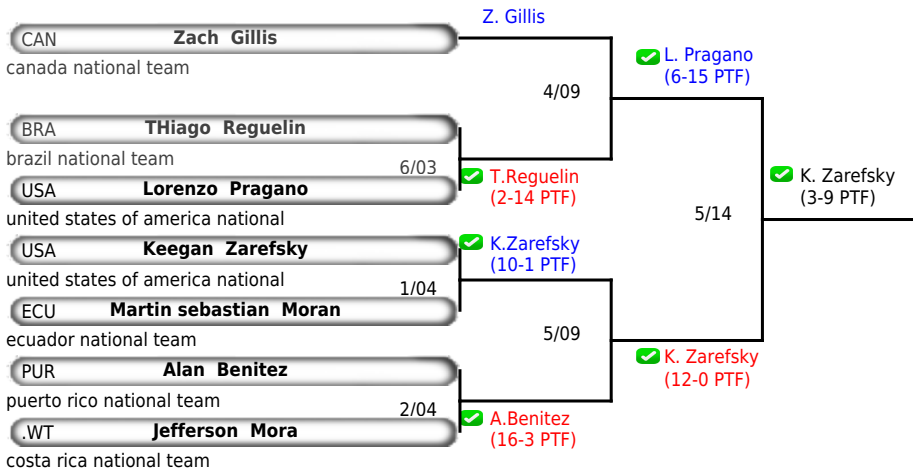 Z. Gillis
CAN Zach Gillis
canada national team
L. Pragano
(6-15 PTF)
4/09
BRA THiago Reguelin
brazil national team
6/03
T.Reguelin
(2-14 PTF)
USA Lorenzo Pragano
united states of america national
K. Zarefsky
(3-9 PTF)
5/14
USA Keegan Zarefsky
united states of america national
K.Zarefsky
(10-1 PTF)
1/04
ECU Martin sebastian Moran
ecuador national team
5/09
K. Zarefsky
(12-0 PTF)
PUR Alan Benitez
puerto rico national team
2/04
A.Benitez
(16-3 PTF)
.WT Jefferson Mora
costa rica national team